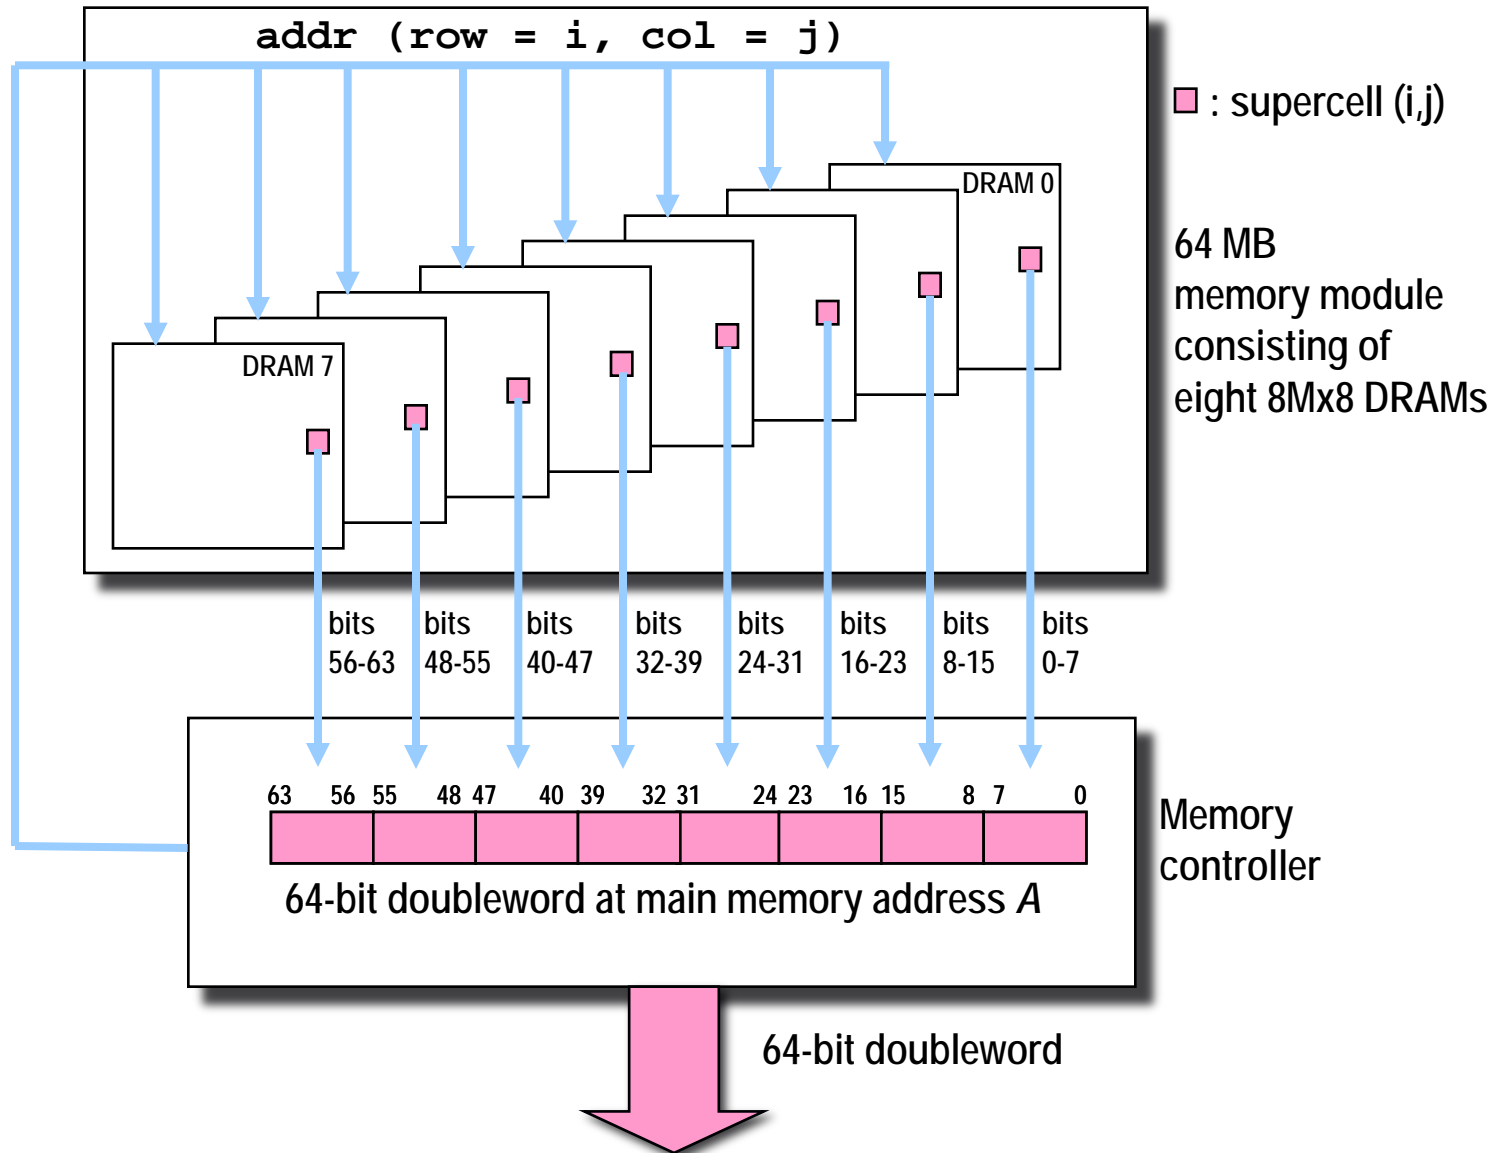 addr (row = i, col = j)
: supercell (i,j)
DRAM 0
64 MB
memory module
consisting of
eight 8Mx8 DRAMs
DRAM 7
bits
56-63
bits
48-55
bits
40-47
bits
32-39
bits
24-31
bits
16-23
bits
8-15
bits
0-7
63 56 55 48 47 40 39 32 31 24 23 16 15 8 7 0
64-bit doubleword at main memory address A
Memory
controller
64-bit doubleword